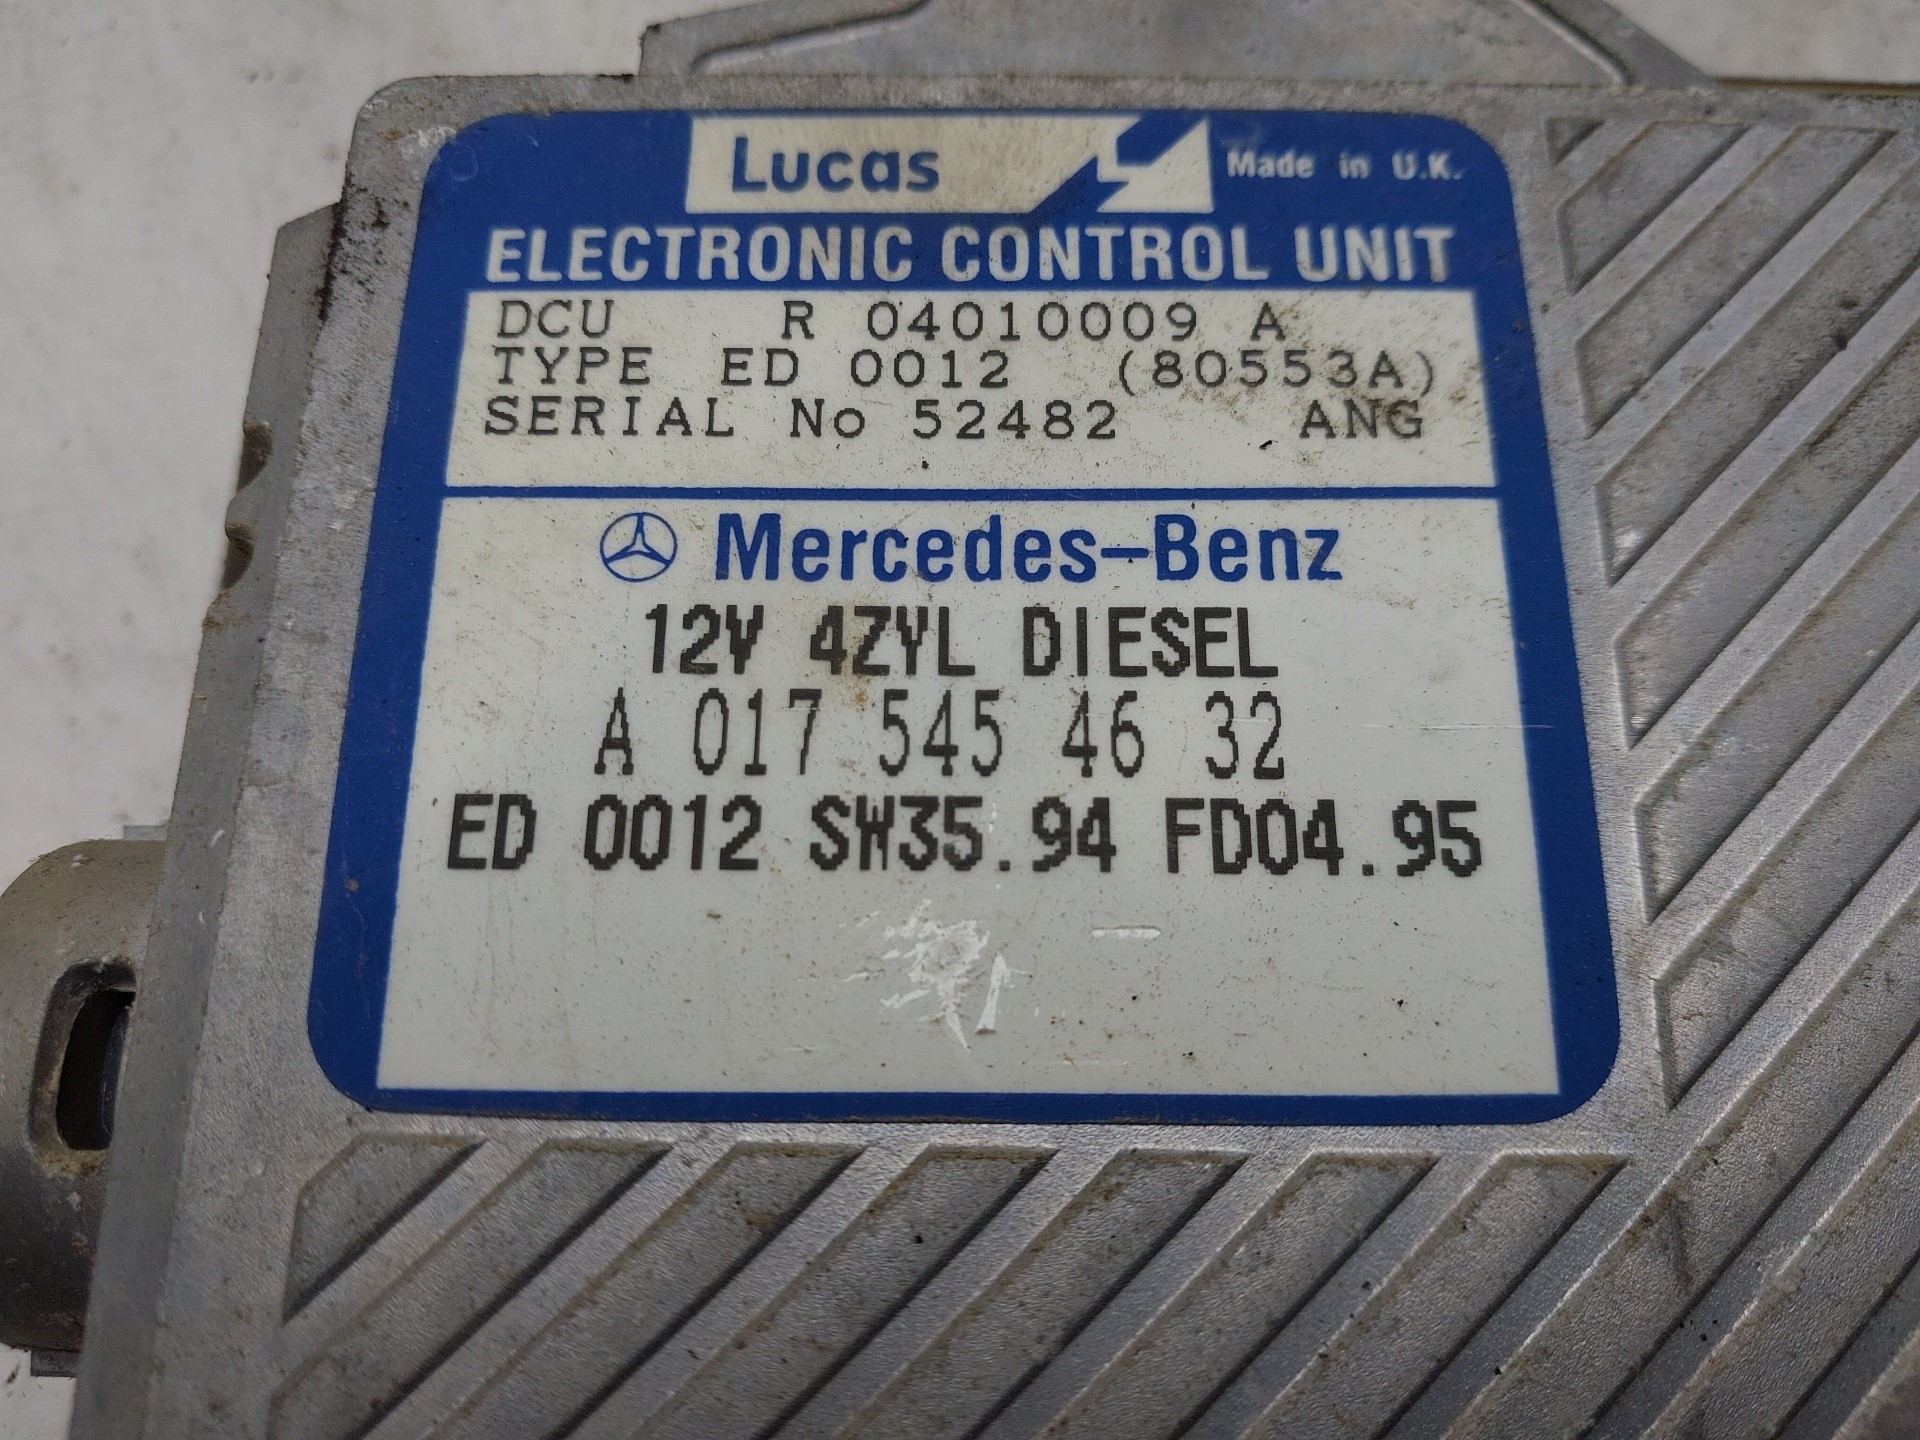 Lucas Made in U.K.
ELECTRONIC CONTROL UNIT
DCU R 04010009 A
TYPE ED 0012 (80553A)
SERIAL No 52482 ANG
Mercedes-Benz
12V 4ZYL DIESEL
A 017 545 46 32
ED 0012 SW35.94 FD04.95